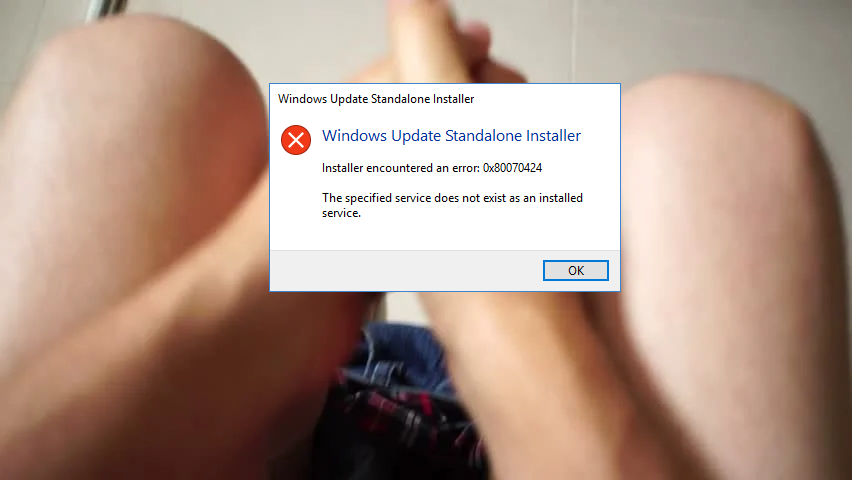 Windows Update Standalone Installer
Windows Update Standalone Installer
Installer encountered an error: 0x80070424
The specified service does not exist as an installed
service.
OK